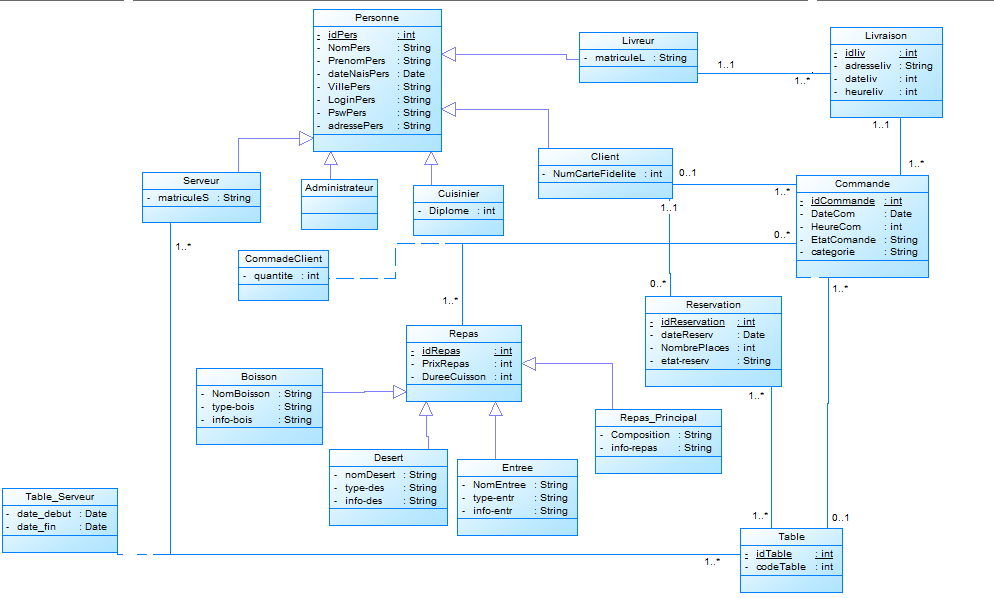 Personne
- idPers : int
- NomPers : String
- PrenomPers : String
- dateNaisPers : Date
- VillePers : String
- LoginPers : String
- PswPers : String
- adressePers : String
Livreur
- matriculeL : String
1..1
1..*
Livraison
- idliv : int
- adresseliv : String
- dateliv : int
- heureliv : int
1..1
1..*
Serveur
- matriculeS : String
1..*
Administrateur
Cuisinier
- Diplome : int
Client
- NumCarteFidelite : int
0..1
1..*
1..1
Commande
- idCommande : int
- DateCom : Date
- HeureCom : int
- EtatComande : String
- categorie : String
0..*
1..*
CommadeClient
- quantite : int
1..*
0..*
Reservation
- idReservation : int
- dateReserv : Date
- NombrePlaces : int
- etat-reserv : String
1..*
Repas
- idRepas : int
- PrixRepas : int
- DureeCuisson : int
Boisson
- NomBoisson : String
- type-bois : String
- info-bois : String
Repas_Principal
- Composition : String
- info-repas : String
Desert
- nomDesert : String
- type-des : String
- info-des : String
Entree
- NomEntree : String
- type-entr : String
- info-entr : String
Table_Serveur
- date_debut : Date
- date_fin : Date
1..*
0..1
1..*
Table
- idTable : int
- codeTable : int